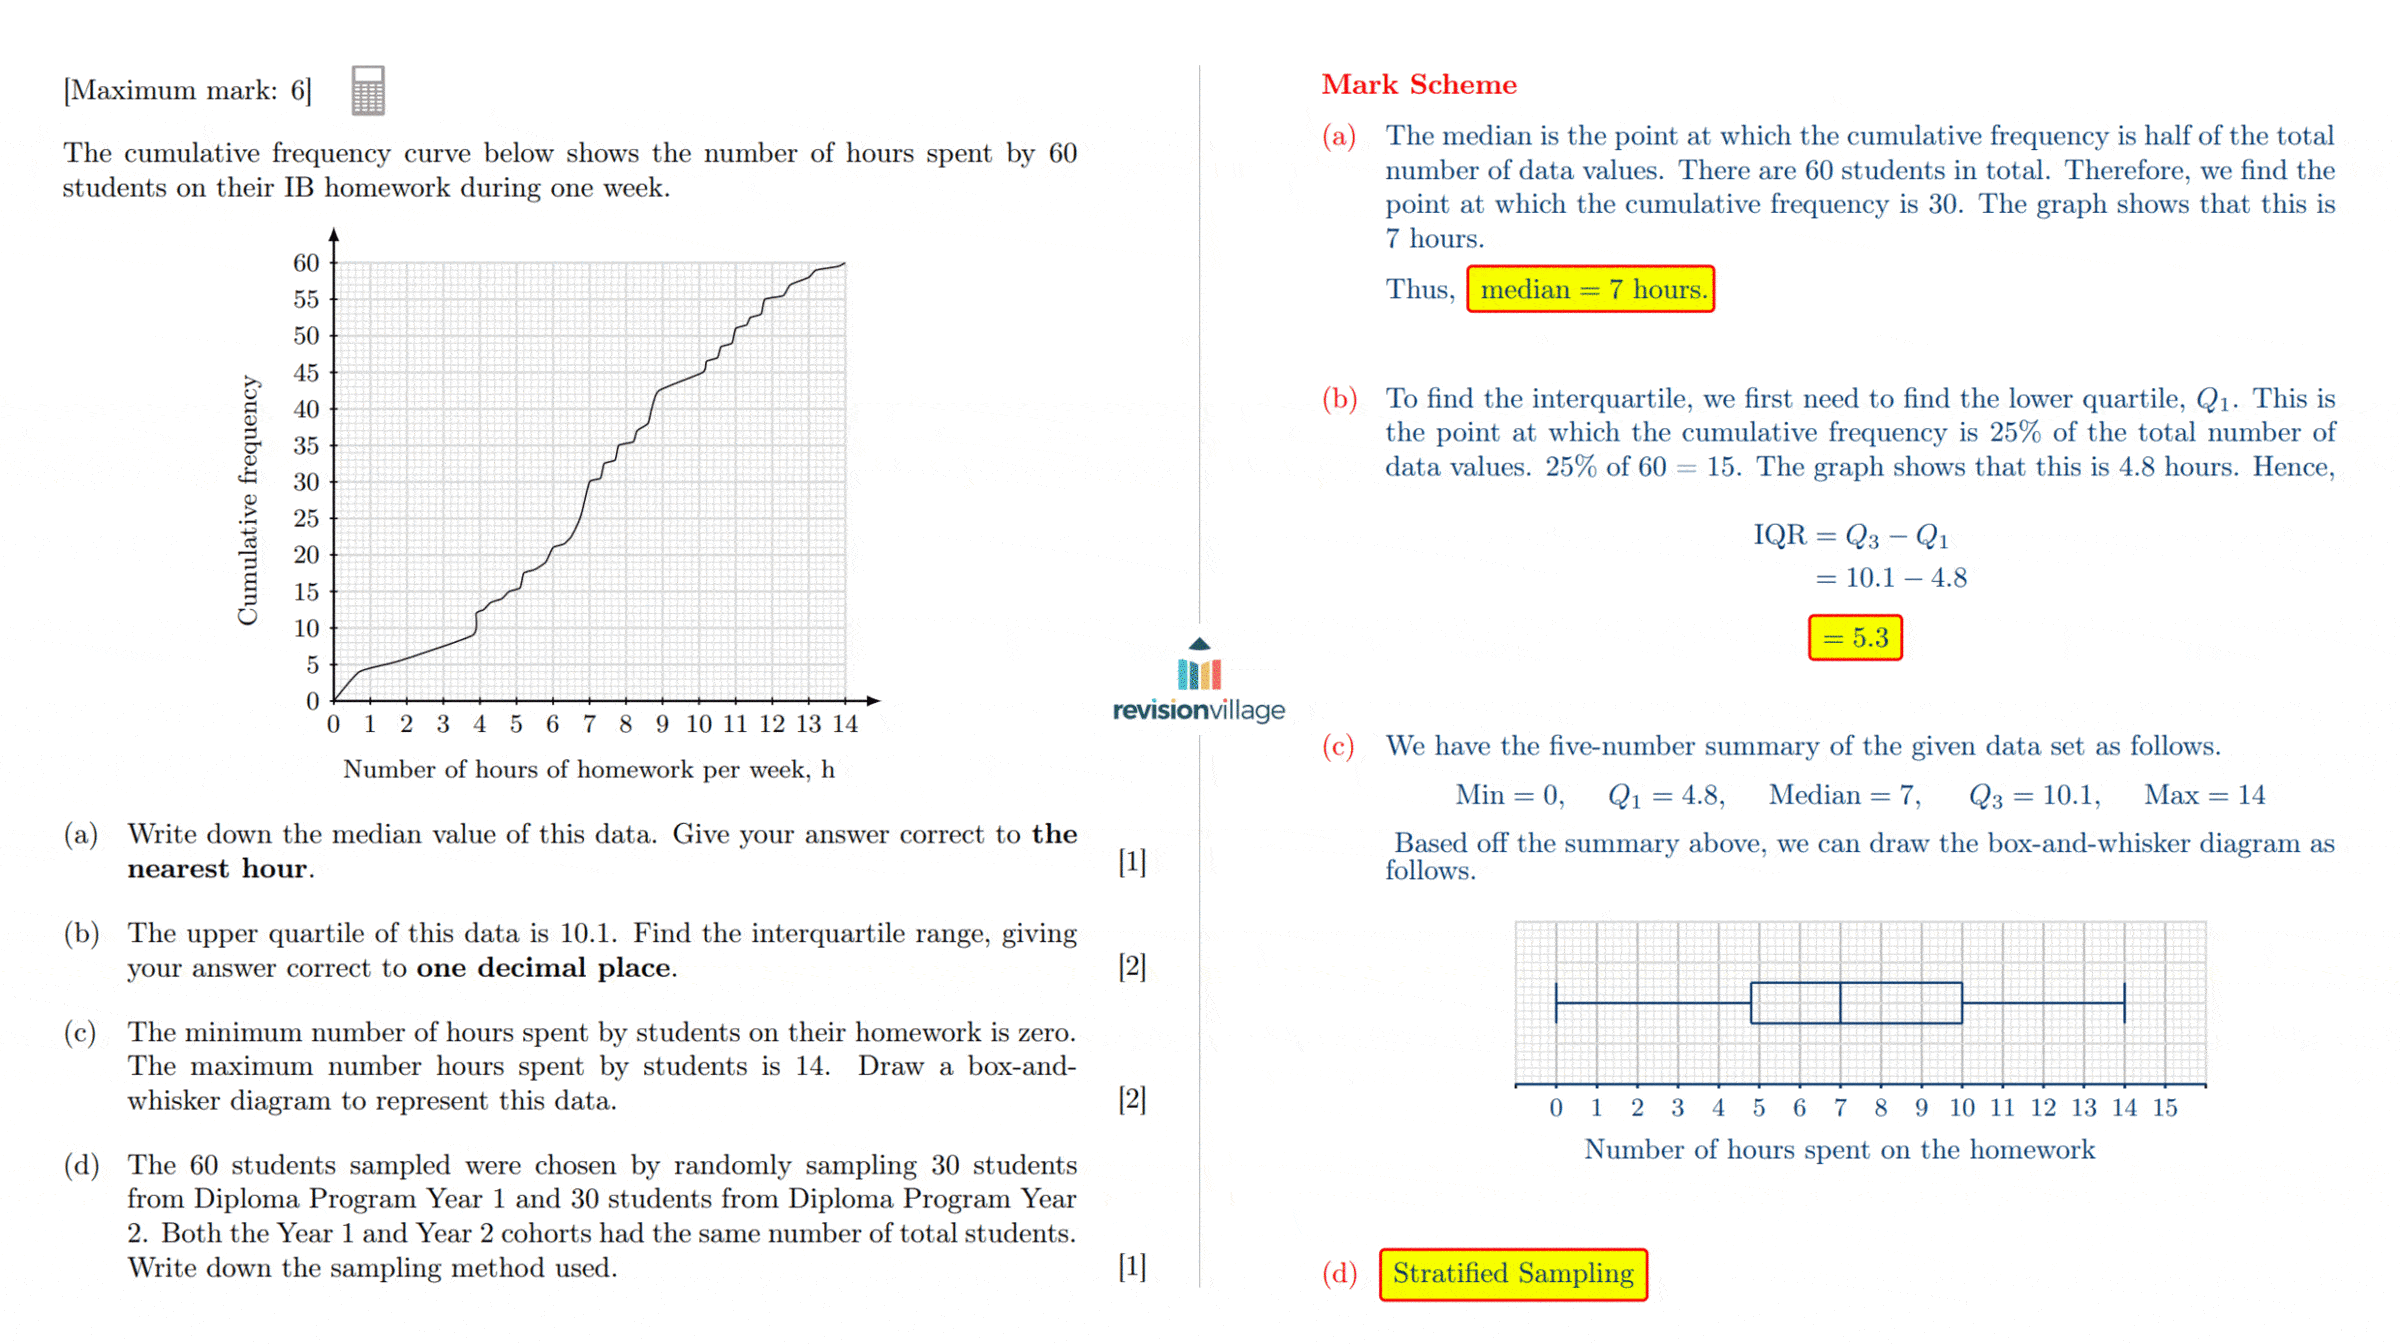 [Maximum mark: 6]
The cumulative frequency curve below shows the number of hours spent by 60
students on their IB homework during one week.
60
55
50
45
40
35
30
25
20
15
10
5
0
Cumulative frequency
0 1 2 3 4 5 6 7 8 9 10 11 12 13 14
Number of hours of homework per week, h
(a) Write down the median value of this data. Give your answer correct to the
nearest hour. [1]
(b) The upper quartile of this data is 10.1. Find the interquartile range, giving
your answer correct to one decimal place. [2]
(c) The minimum number of hours spent by students on their homework is zero.
The maximum number hours spent by students is 14. Draw a box-and-
whisker diagram to represent this data. [2]
(d) The 60 students sampled were chosen by randomly sampling 30 students
from Diploma Program Year 1 and 30 students from Diploma Program Year
2. Both the Year 1 and Year 2 cohorts had the same number of total students.
Write down the sampling method used. [1]
revisionvillage
Mark Scheme
(a) The median is the point at which the cumulative frequency is half of the total
number of data values. There are 60 students in total. Therefore, we find the
point at which the cumulative frequency is 30. The graph shows that this is
7 hours.
Thus, median = 7 hours.
(b) To find the interquartile, we first need to find the lower quartile, Q₁. This is
the point at which the cumulative frequency is 25% of the total number of
data values. 25% of 60 = 15. The graph shows that this is 4.8 hours. Hence,
IQR = Q₃ − Q₁
= 10.1 − 4.8
= 5.3
(c) We have the five-number summary of the given data set as follows.
Min = 0, Q₁ = 4.8, Median = 7, Q₃ = 10.1, Max = 14
Based off the summary above, we can draw the box-and-whisker diagram as
follows.
0 1 2 3 4 5 6 7 8 9 10 11 12 13 14 15
Number of hours spent on the homework
(d) Stratified Sampling